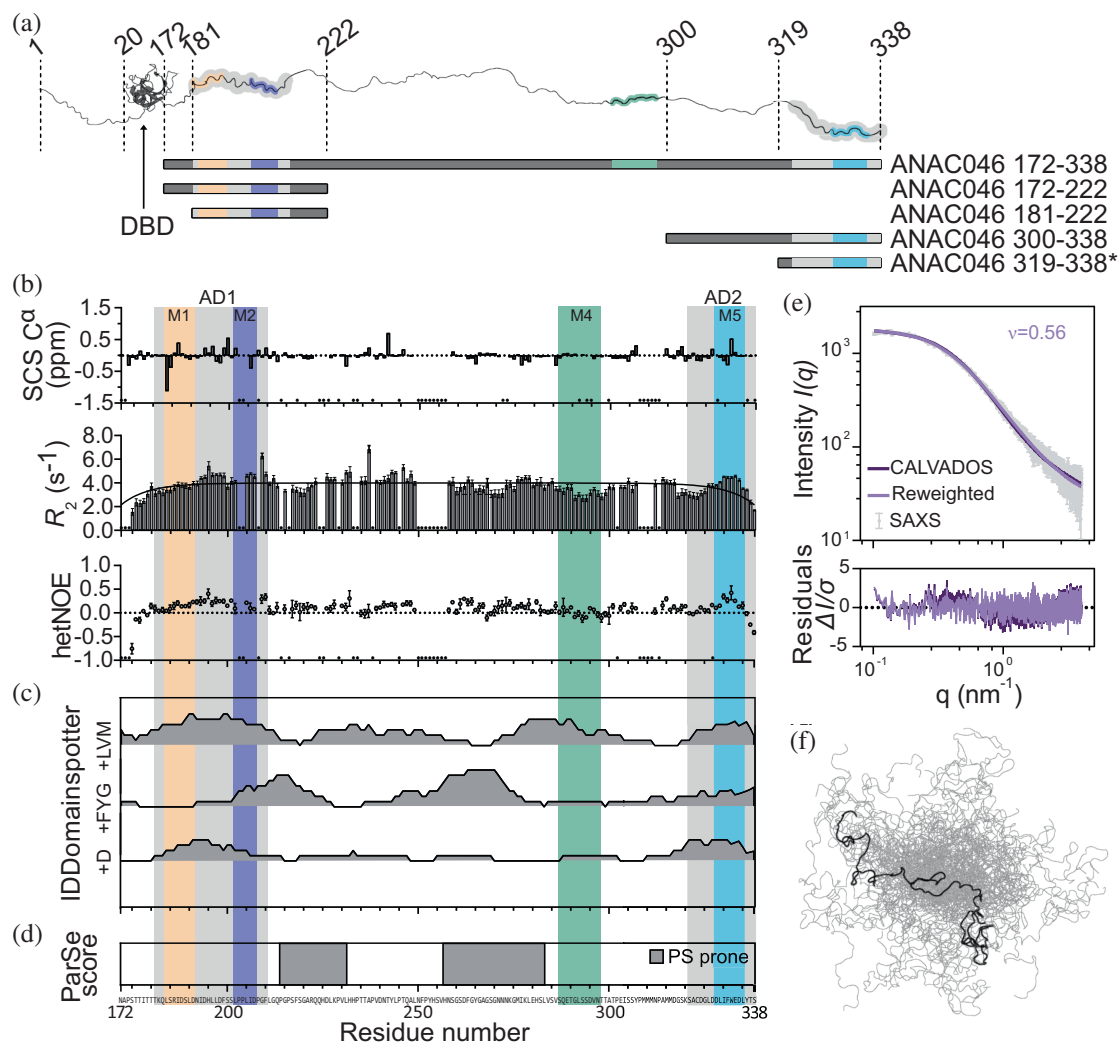 (a)
1
20
172
181
222
300
319
338
DBD
ANAC046 172-338
ANAC046 172-222
ANAC046 181-222
ANAC046 300-338
ANAC046 319-338*
(b)
AD1
AD2
M1
M2
M4
M5
SCS Cα
(ppm)
1.5
0.5
-0.5
-1.5
150
200
250
300
338
R2 (s-1)
8.0
6.0
4.0
2.0
0.0
hetNOE
1.0
0.5
0.0
-0.5
-1.0
(c)
IDDomainspotter
+LVM
+FYG
+D
(d)
ParSe
score
PS prone
172
200
250
300
338
Residue number
(e)
ν=0.56
Intensity I(q)
10³
10²
10¹
CALVADOS
Reweighted
SAXS
Residuals
ΔI/σ
5
0
-5
10-1
10⁰
q (nm-1)
(f)